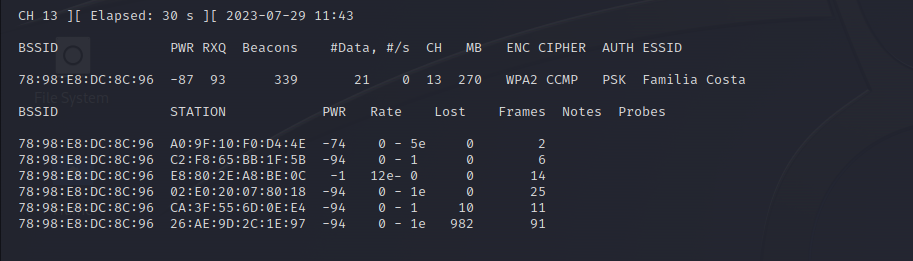 CH 13 ][ Elapsed: 30 s ][ 2023-07-29 11:43
BSSID PWR RXQ Beacons #Data, #/s CH MB ENC CIPHER AUTH ESSID
78:98:E8:DC:8C:96 -87 93 339 21 0 13 270 WPA2 CCMP PSK Familia Costa
File System
BSSID STATION PWR Rate Lost Frames Notes Probes
78:98:E8:DC:8C:96 A0:9F:10:F0:D4:4E -74 0 - 5e 0 2
78:98:E8:DC:8C:96 C2:F8:65:BB:1F:5B -94 0 - 1 0 6
78:98:E8:DC:8C:96 E8:80:2E:A8:BE:0C -1 12e- 0 0 14
78:98:E8:DC:8C:96 02:E0:20:07:80:18 -94 0 - 1e 0 25
78:98:E8:DC:8C:96 CA:3F:55:6D:0E:E4 -94 0 - 1 10 11
78:98:E8:DC:8C:96 26:AE:9D:2C:1E:97 -94 0 - 1e 982 91